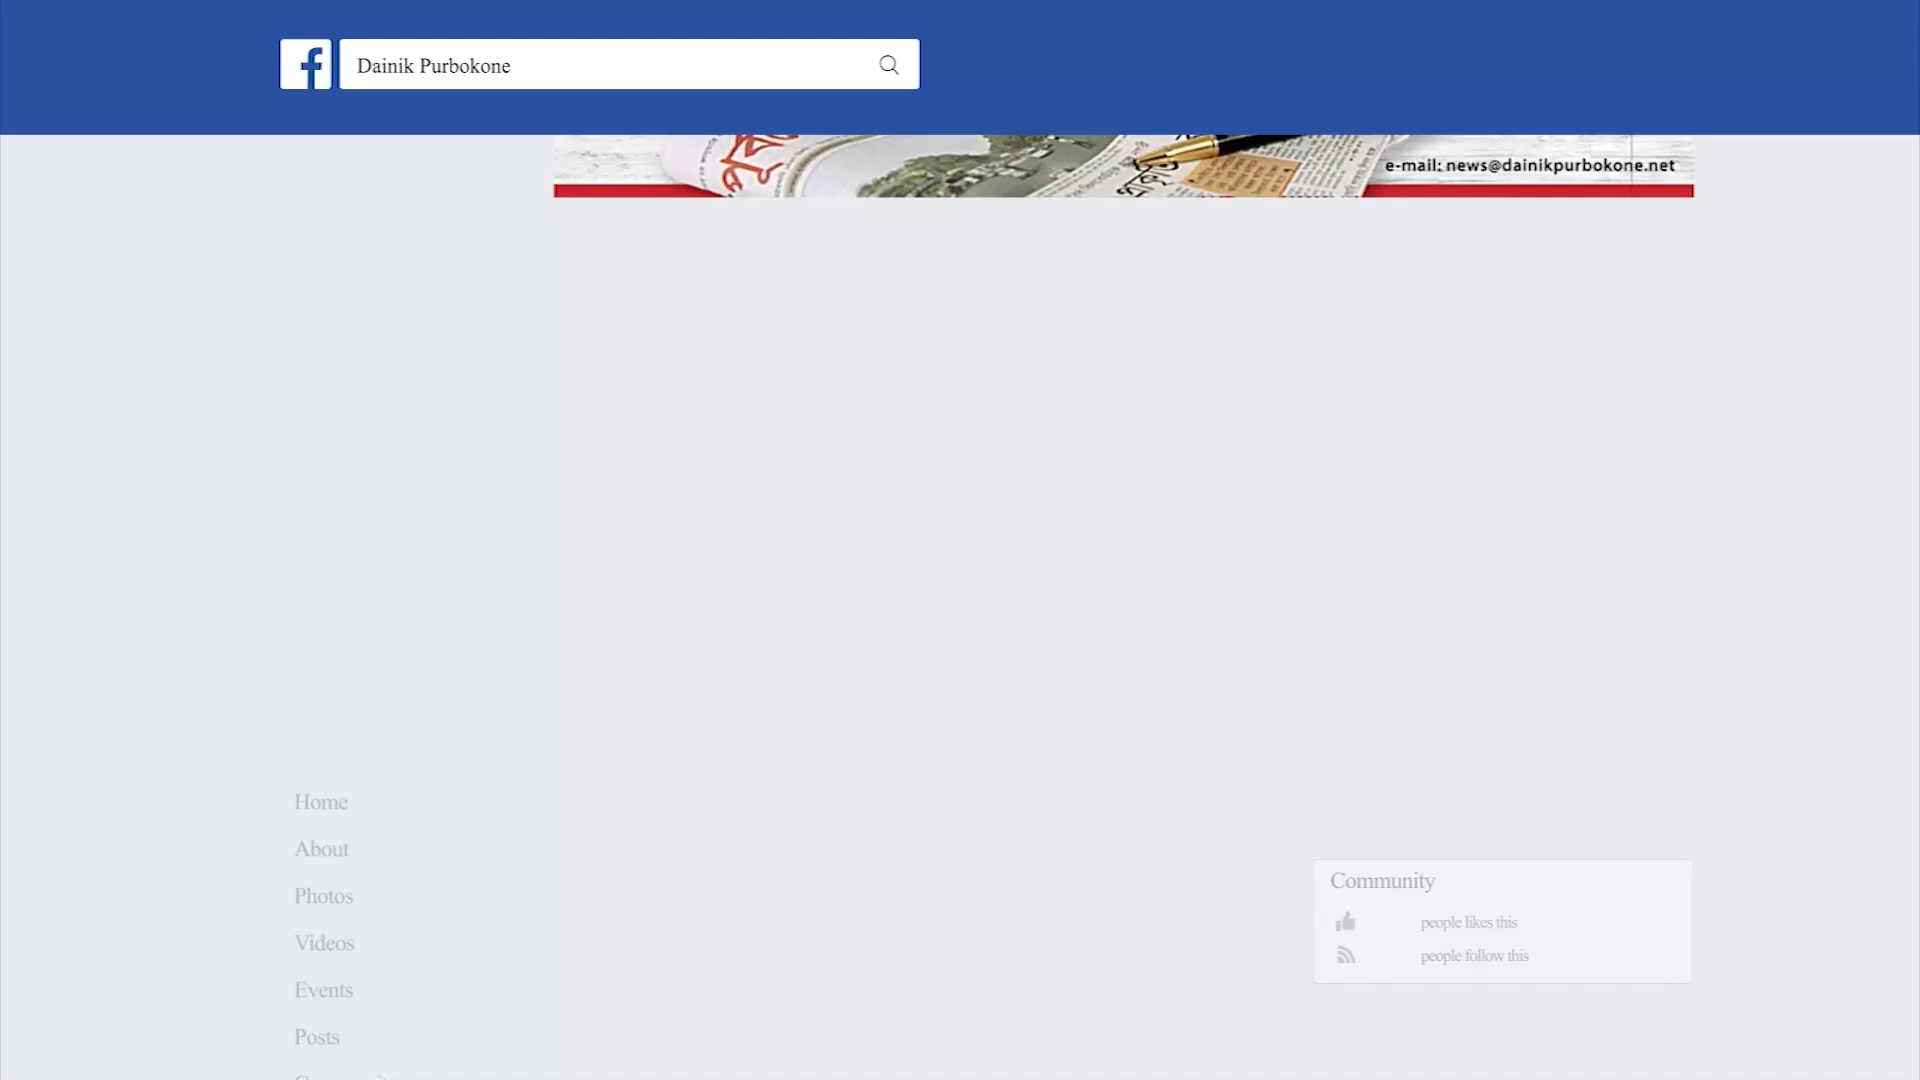 Dainik Purbokone
e-mail: news@dainikpurbokone.net
Home
About
Photos
Videos
Events
Posts
Community
people likes this
people follow this